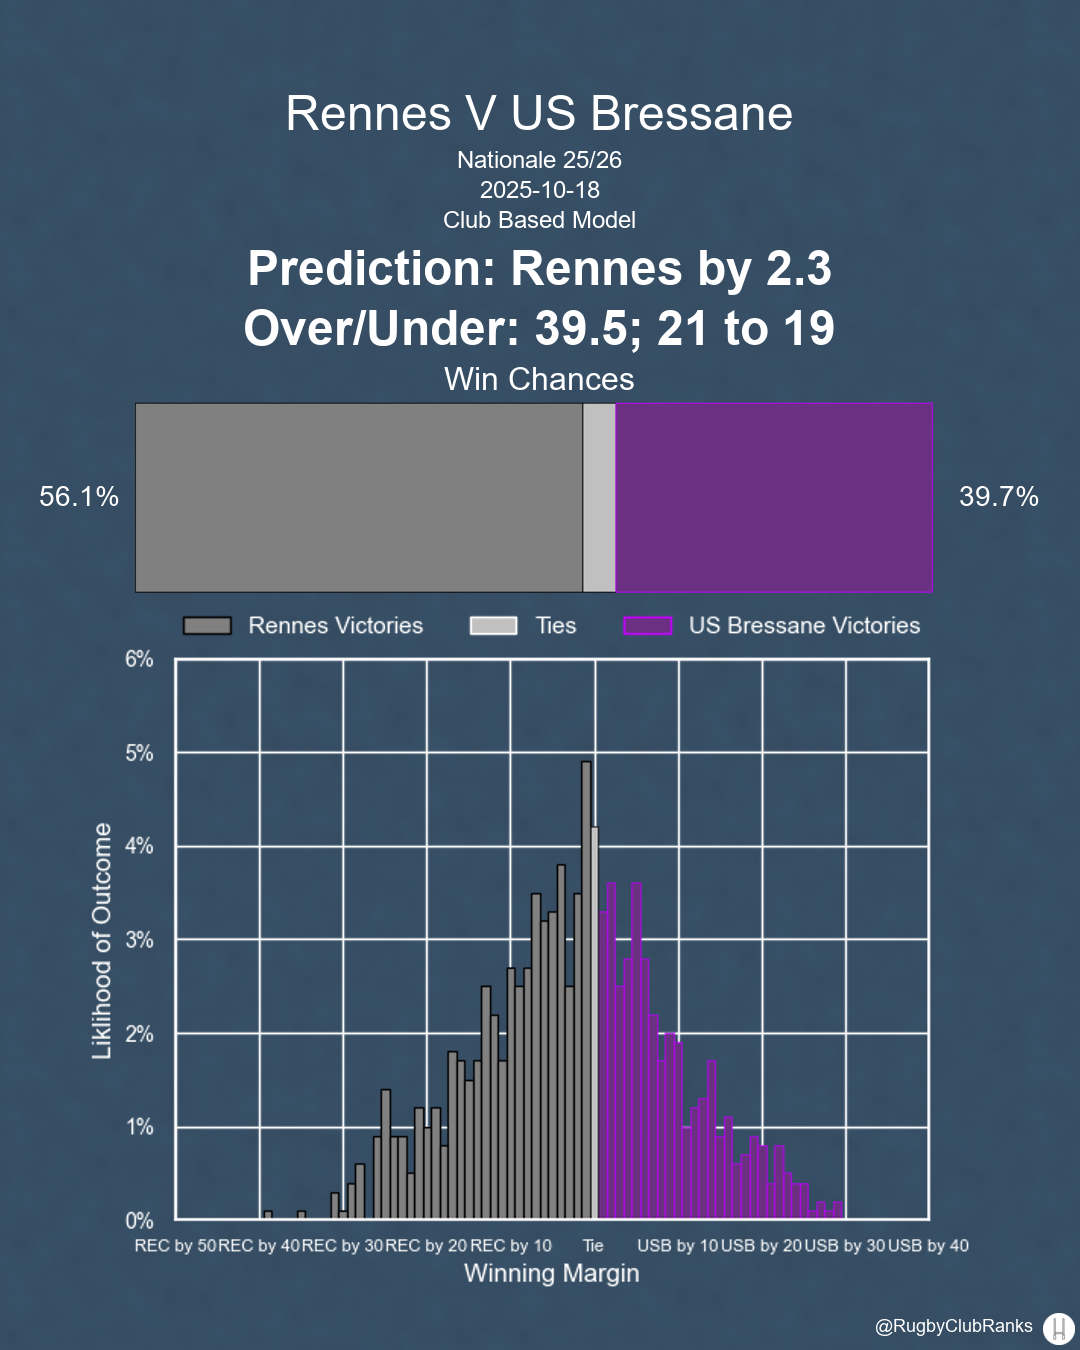 Rennes V US Bressane
Nationale 25/26
2025-10-18
Club Based Model
Prediction: Rennes by 2.3
Over/Under: 39.5; 21 to 19
Win Chances
56.1%
39.7%
Rennes Victories
Ties
US Bressane Victories
6%
5%
4%
3%
2%
1%
0%
Liklihood of Outcome
REC by 50
REC by 40
REC by 30
REC by 20
REC by 10
Tie
USB by 10
USB by 20
USB by 30
USB by 40
Winning Margin
@RugbyClubRanks